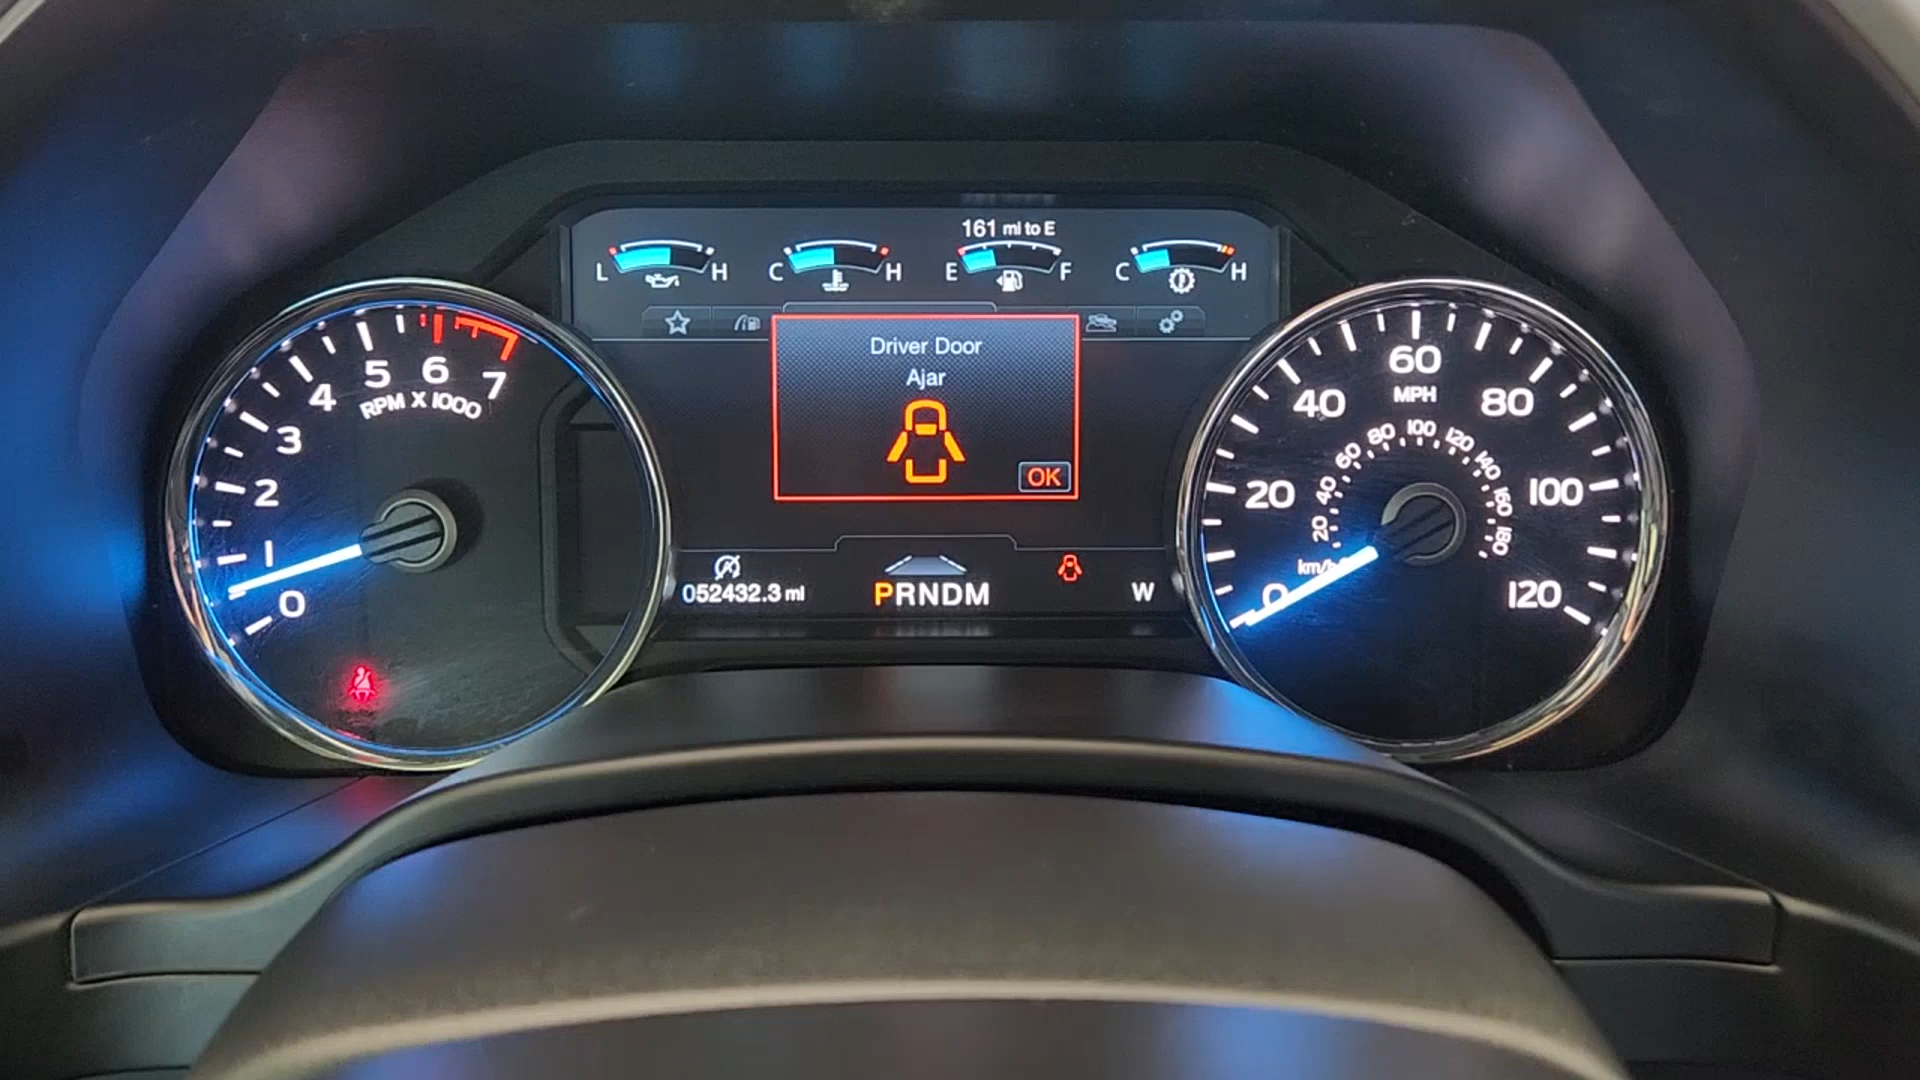 161 mi to E
L H C H E F C H
Driver Door
Ajar
OK
052432.3 mi
PRNDM
W
0 1 2 3 4 5 6 7
RPM X 1000
0 20 40 60 80 100 120
MPH
20 40 60 80 100 120 140 160 180
km/h